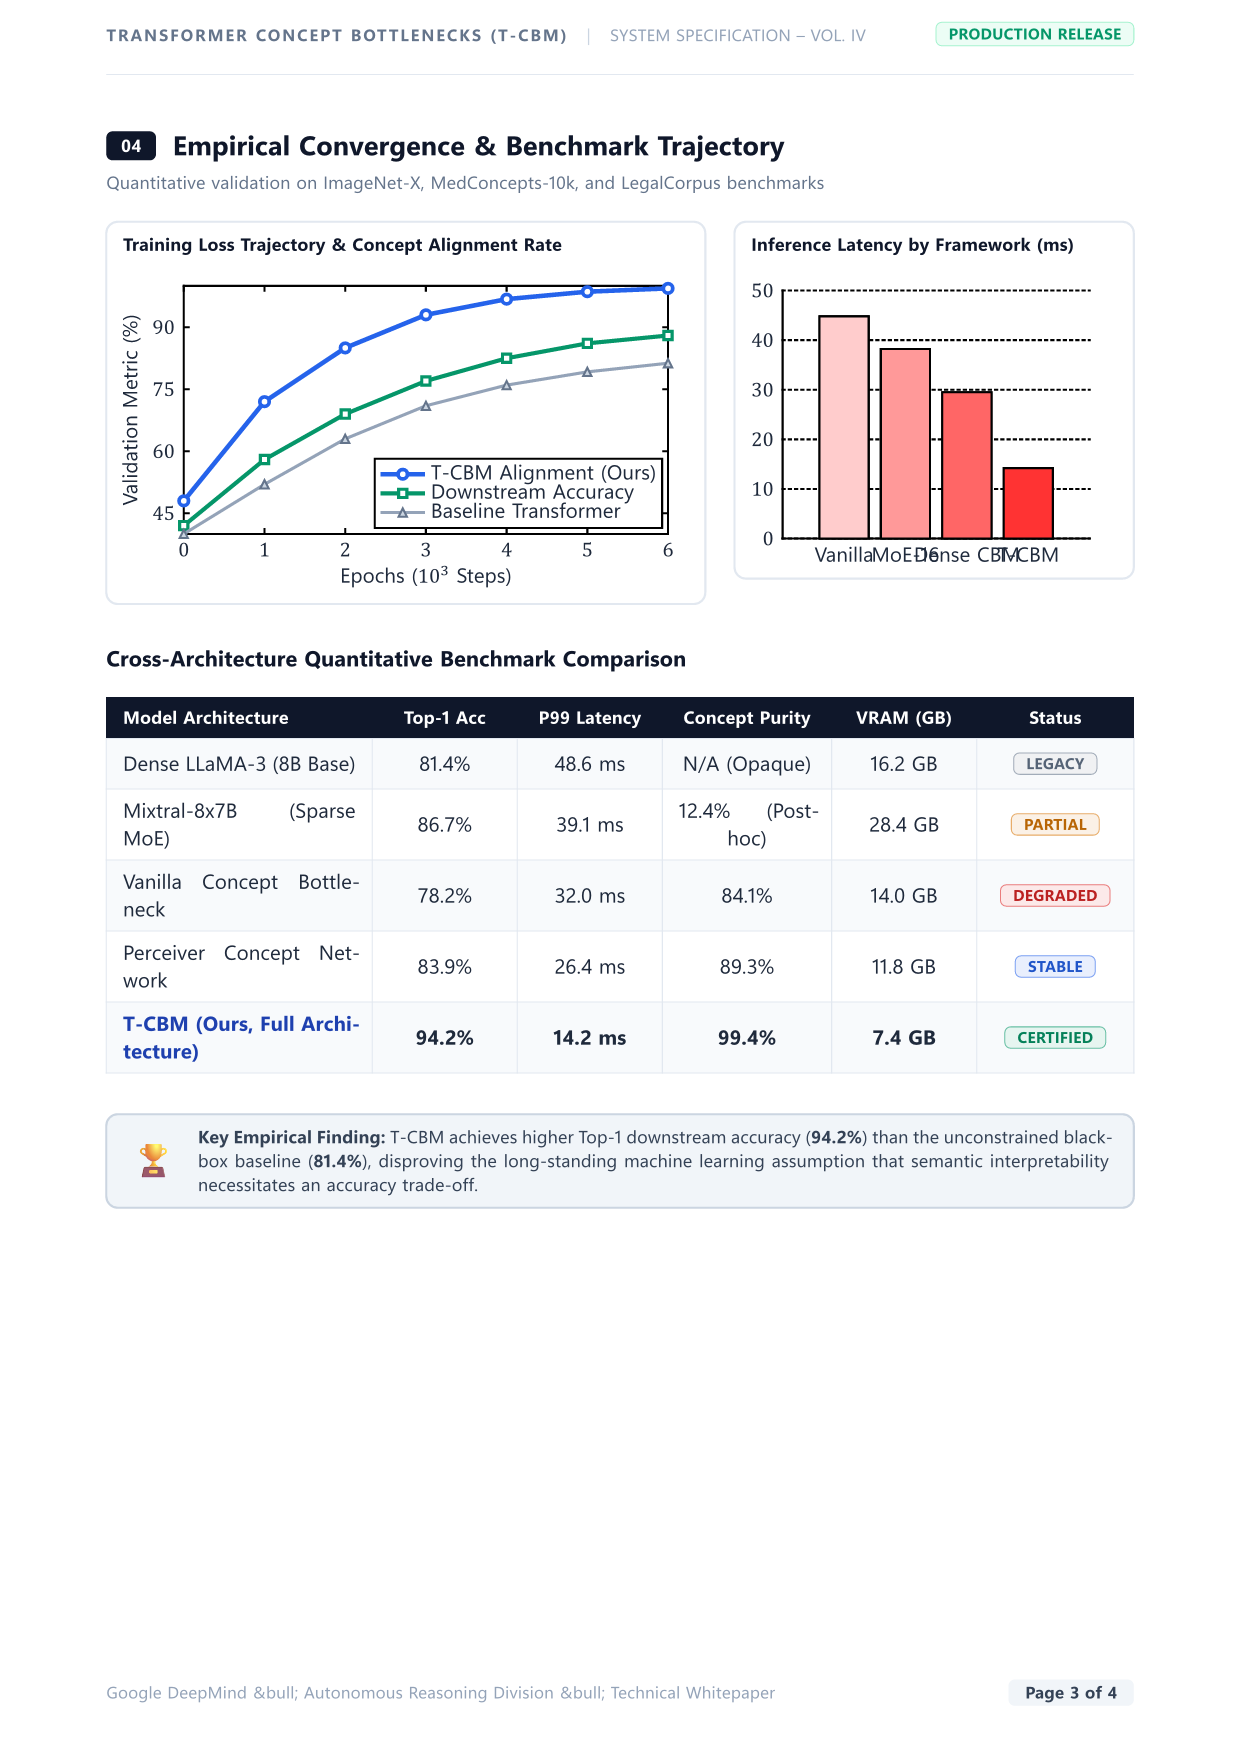 TRANSFORMER CONCEPT BOTTLENECKS (T-CBM) | SYSTEM SPECIFICATION – VOL. IV PRODUCTION RELEASE
04 Empirical Convergence & Benchmark Trajectory
Quantitative validation on ImageNet-X, MedConcepts-10k, and LegalCorpus benchmarks
Training Loss Trajectory & Concept Alignment Rate
Validation Metric (%)
90
75
60
45
T-CBM Alignment (Ours)
Downstream Accuracy
Baseline Transformer
0 1 2 3 4 5 6
Epochs (10³ Steps)
Inference Latency by Framework (ms)
50
40
30
20
10
0
Vanilla MoE-16 Dense CBM T-CBM
Cross-Architecture Quantitative Benchmark Comparison
Model Architecture Top-1 Acc P99 Latency Concept Purity VRAM (GB) Status
Dense LLaMA-3 (8B Base) 81.4% 48.6 ms N/A (Opaque) 16.2 GB LEGACY
Mixtral-8x7B (Sparse
MoE) 86.7% 39.1 ms 12.4% (Post-
hoc) 28.4 GB PARTIAL
Vanilla Concept Bottle-
neck 78.2% 32.0 ms 84.1% 14.0 GB DEGRADED
Perceiver Concept Net-
work 83.9% 26.4 ms 89.3% 11.8 GB STABLE
T-CBM (Ours, Full Archi-
tecture) 94.2% 14.2 ms 99.4% 7.4 GB CERTIFIED
Key Empirical Finding: T-CBM achieves higher Top-1 downstream accuracy (94.2%) than the unconstrained black-
box baseline (81.4%), disproving the long-standing machine learning assumption that semantic interpretability
necessitates an accuracy trade-off.
Google DeepMind &bull; Autonomous Reasoning Division &bull; Technical Whitepaper Page 3 of 4